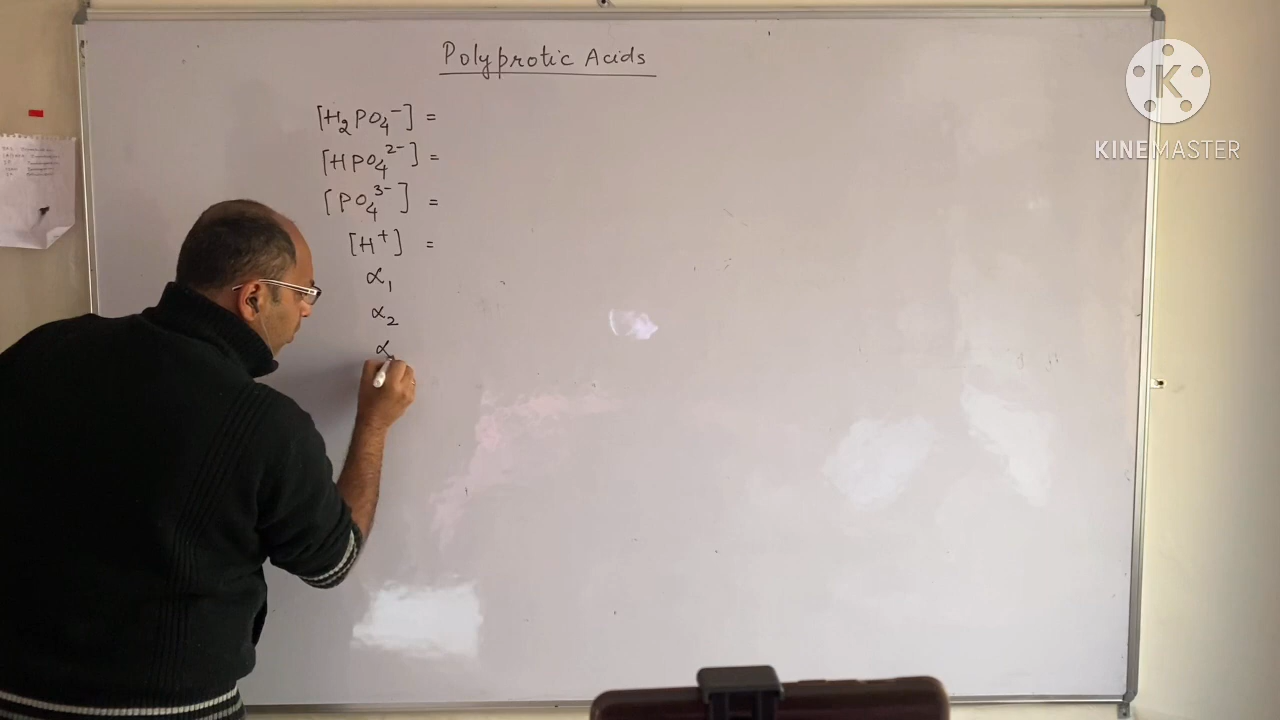 Polyprotic Acids
[H₂PO₄⁻] =
[HPO₄²⁻] =
[PO₄³⁻] =
[H⁺] =
α₁
α₂
α
K
KINEMASTER